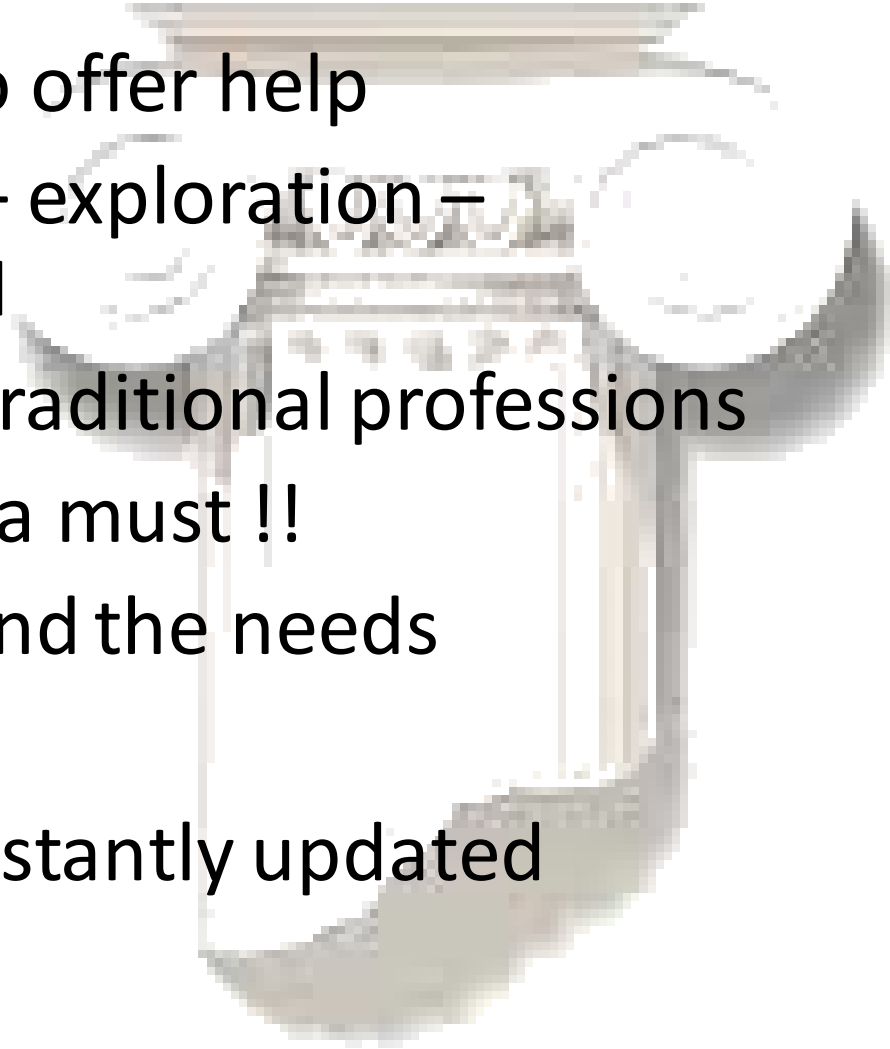 offer help
– exploration –
raditional professions
a must !!
nd the needs
stantly updated